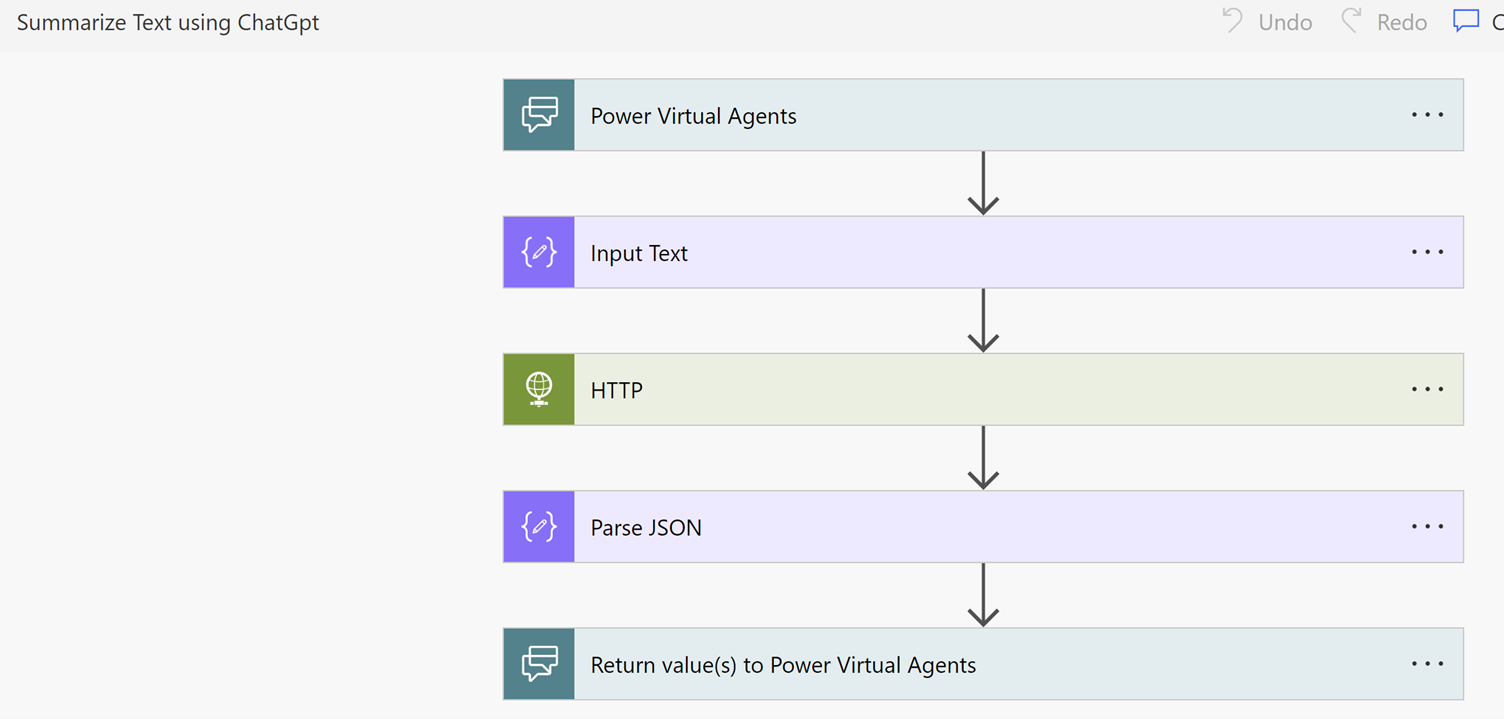 Summarize Text using ChatGpt
Undo
Redo
Power Virtual Agents
Input Text
HTTP
Parse JSON
Return value(s) to Power Virtual Agents